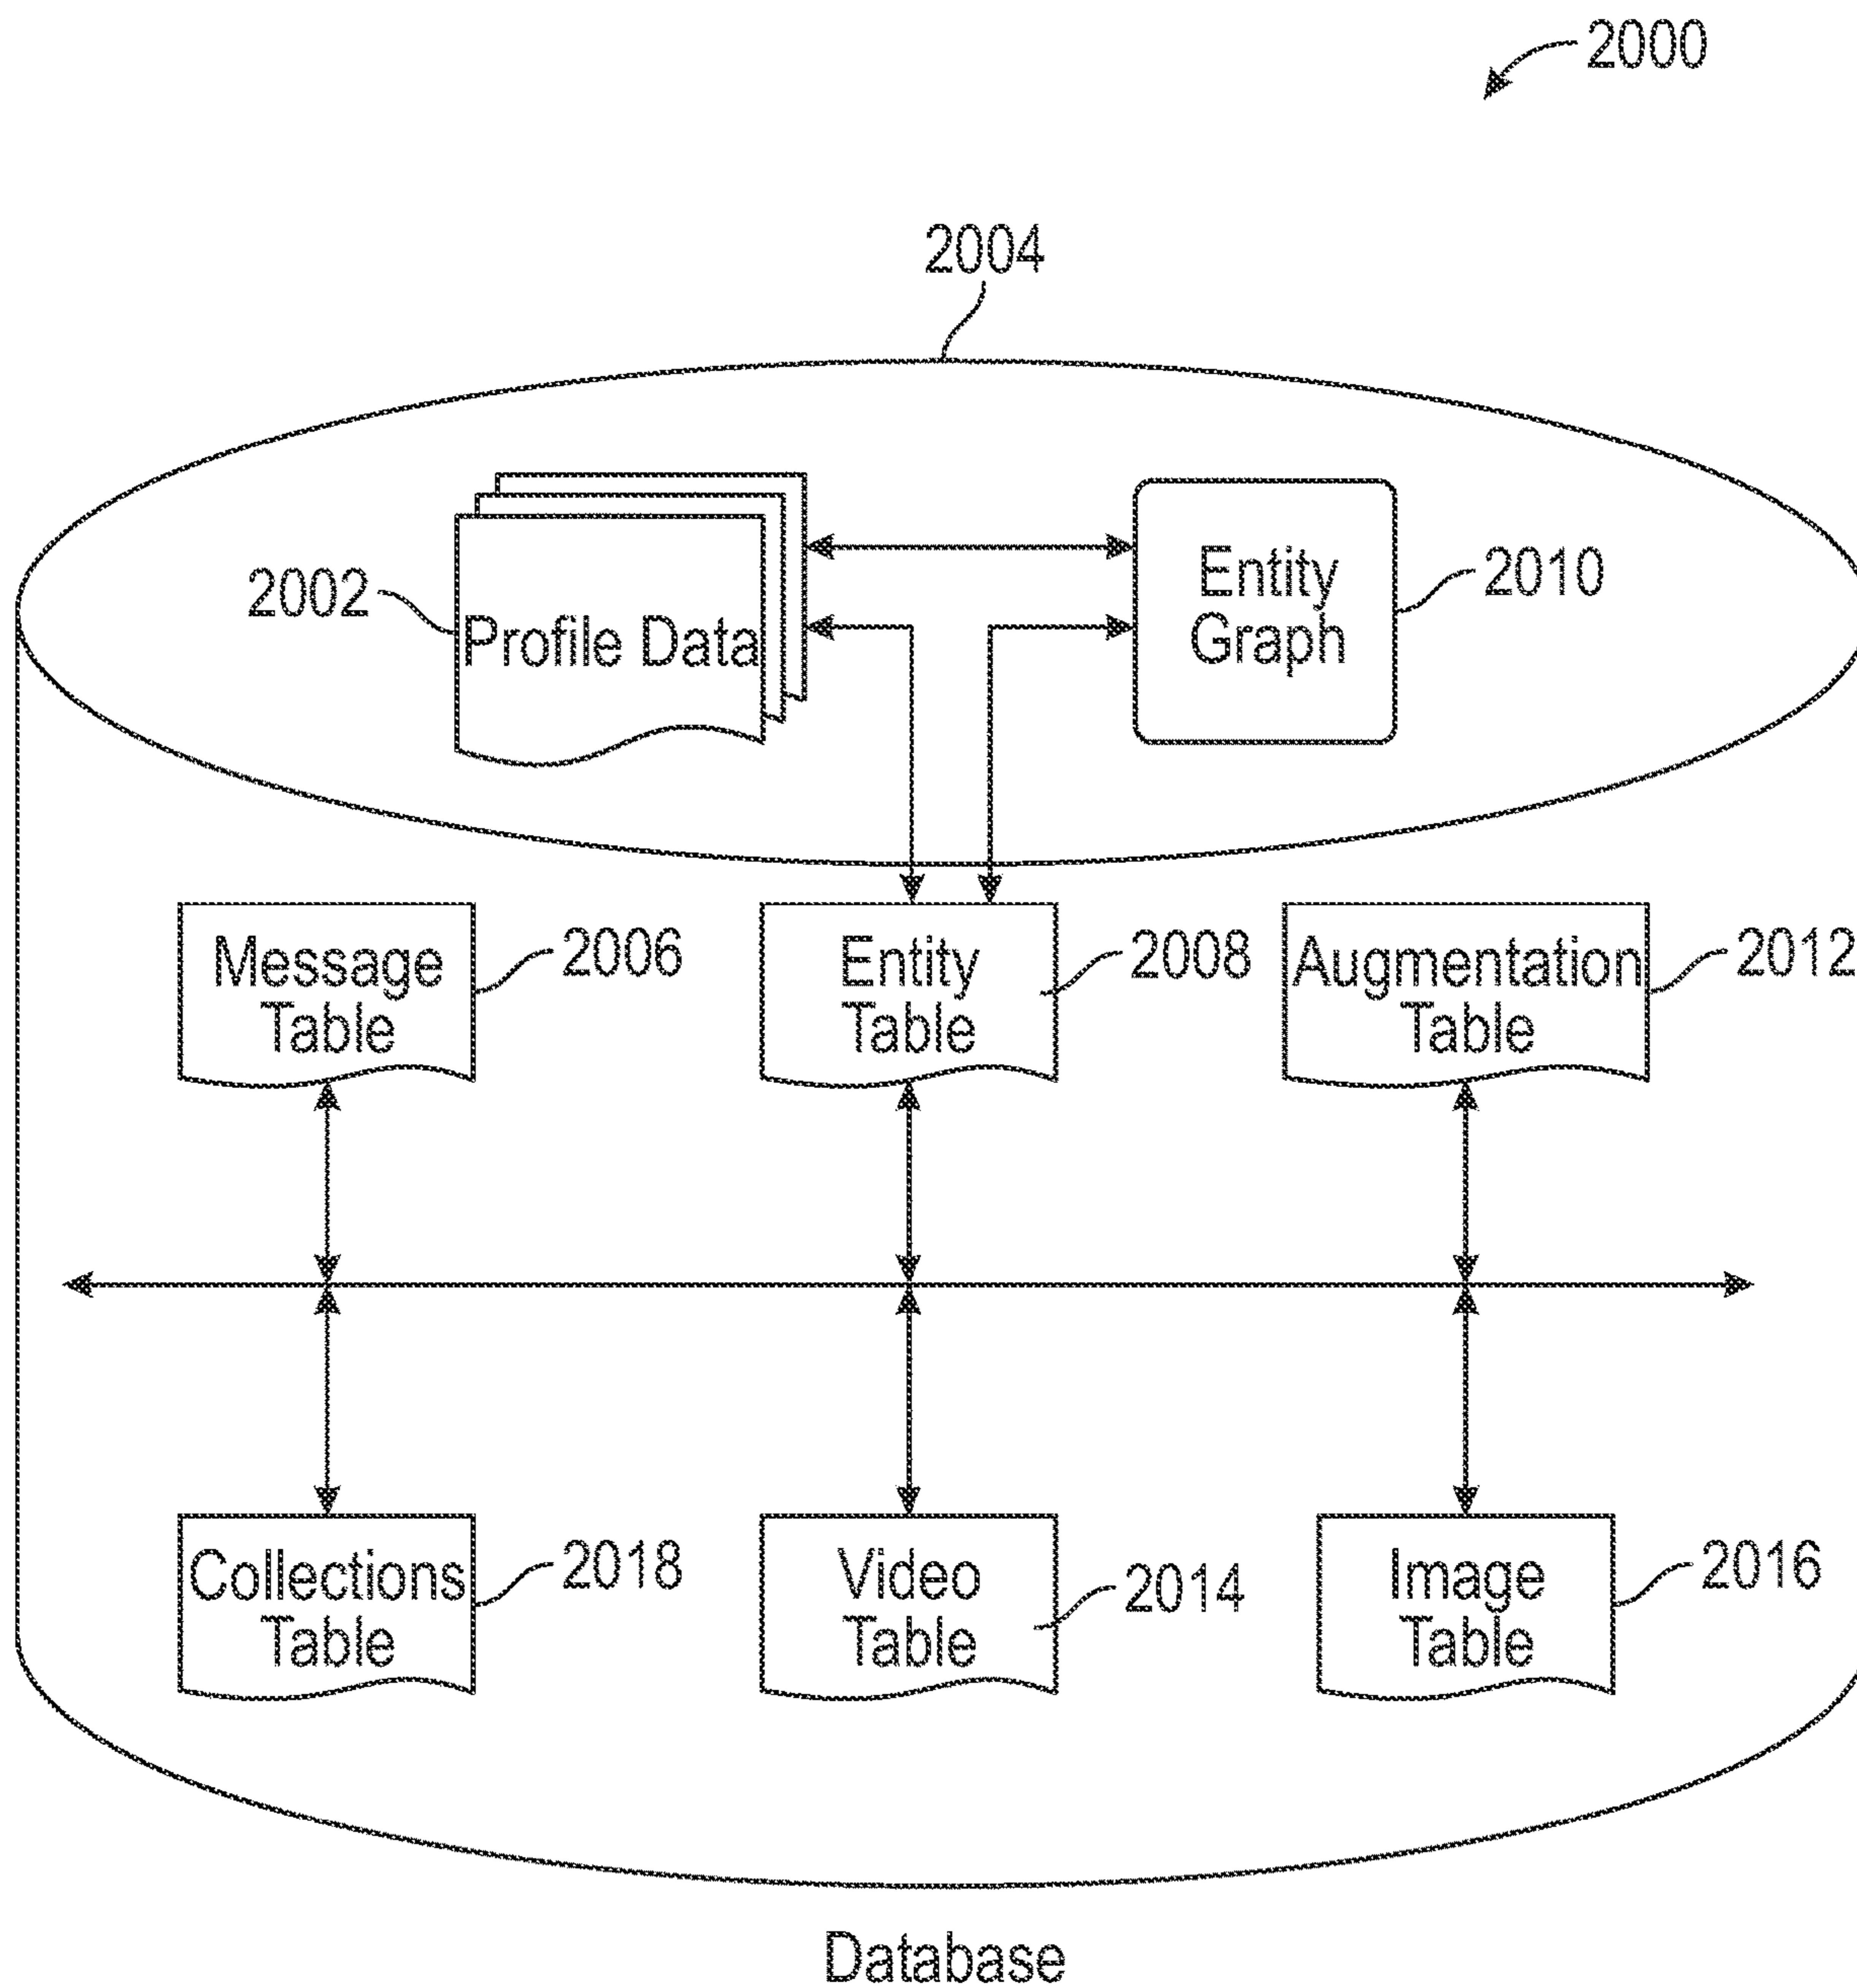 2000
2004
2002
Profile Data
Entity
Graph
2010
Message
Table
2006
Entity
Table
2008
Augmentation
Table
2012
Collections
Table
2018
Video
Table
2014
Image
Table
2016
Database